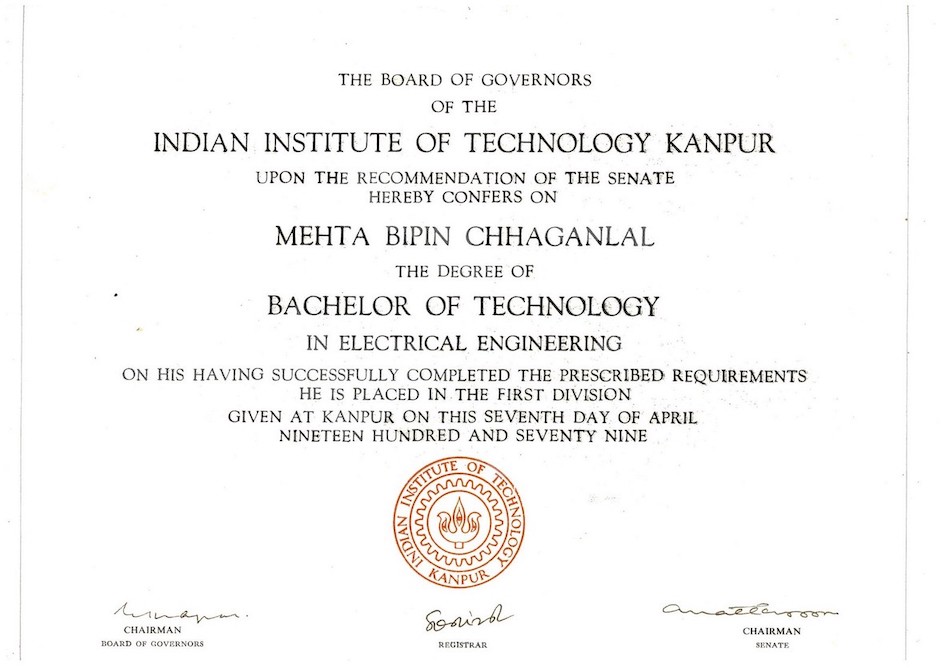 THE BOARD OF GOVERNORS
OF THE
INDIAN INSTITUTE OF TECHNOLOGY KANPUR
UPON THE RECOMMENDATION OF THE SENATE
HEREBY CONFERS ON
MEHTA BIPIN CHHAGANLAL
THE DEGREE OF
BACHELOR OF TECHNOLOGY
IN ELECTRICAL ENGINEERING
ON HIS HAVING SUCCESSFULLY COMPLETED THE PRESCRIBED REQUIREMENTS
HE IS PLACED IN THE FIRST DIVISION
GIVEN AT KANPUR ON THIS SEVENTH DAY OF APRIL
NINETEEN HUNDRED AND SEVENTY NINE
INDIAN INSTITUTE OF TECHNOLOGY
KANPUR
CHAIRMAN
BOARD OF GOVERNORS
REGISTRAR
CHAIRMAN
SENATE